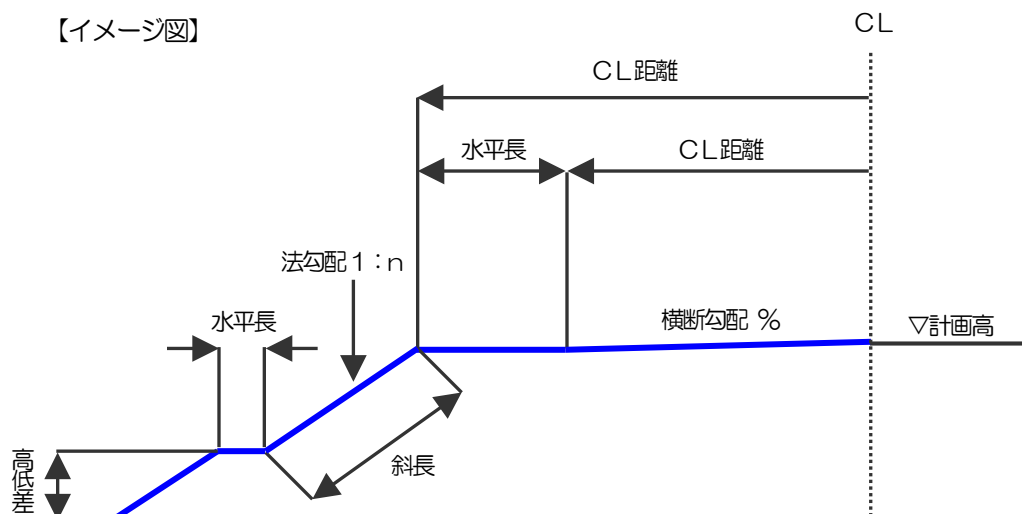 【イメージ図】
CL
CL距離
水平長
CL距離
法勾配1:n
水平長
横断勾配 %
▽計画高
斜長
高低差